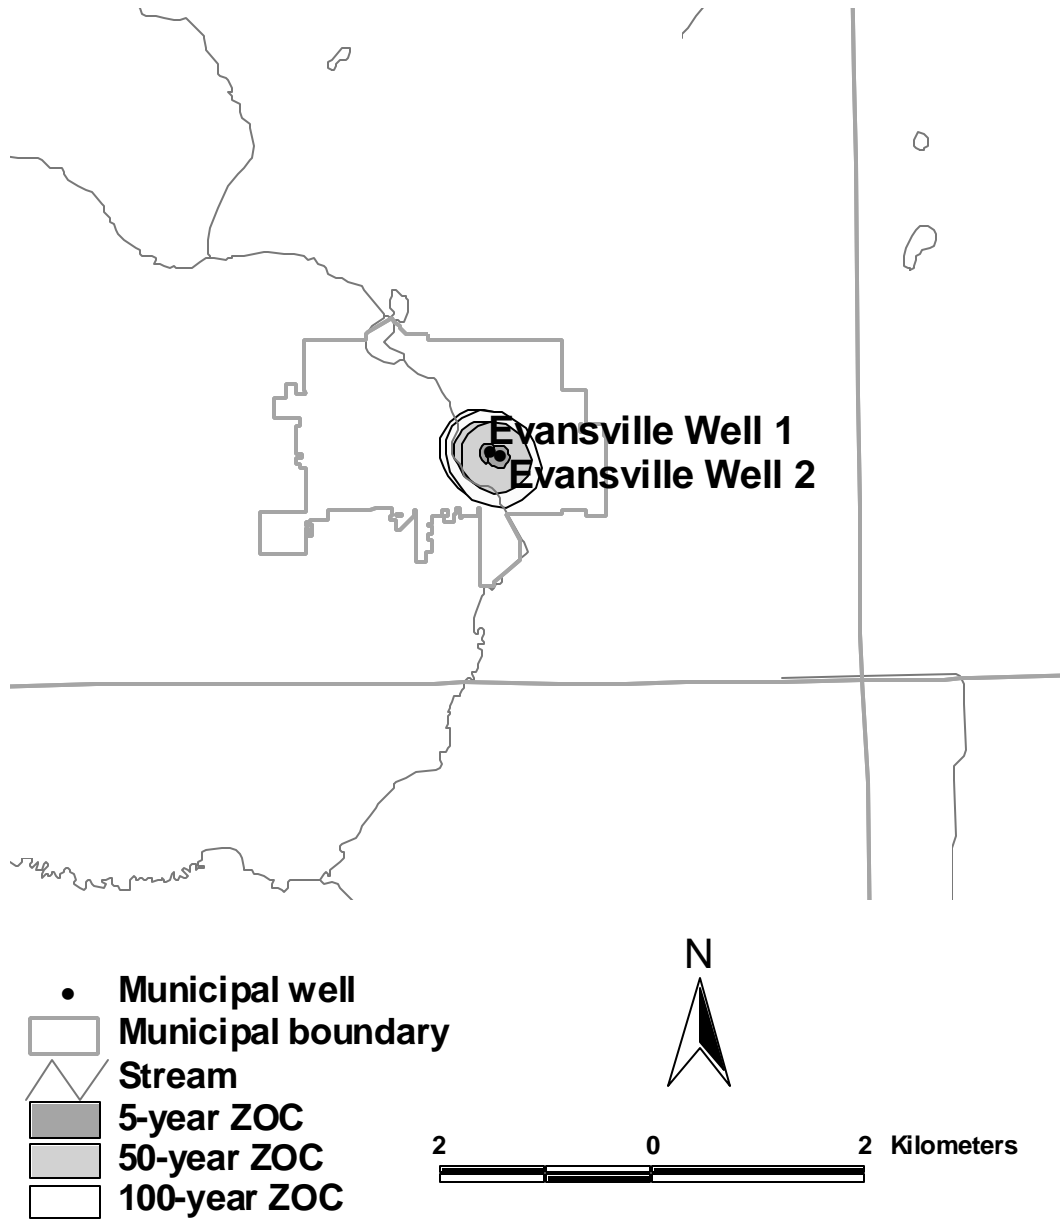 Evansville Well 1
Evansville Well 2
N
Municipal well
Municipal boundary
Stream
5-year ZOC
50-year ZOC
100-year ZOC
2 0 2 Kilometers